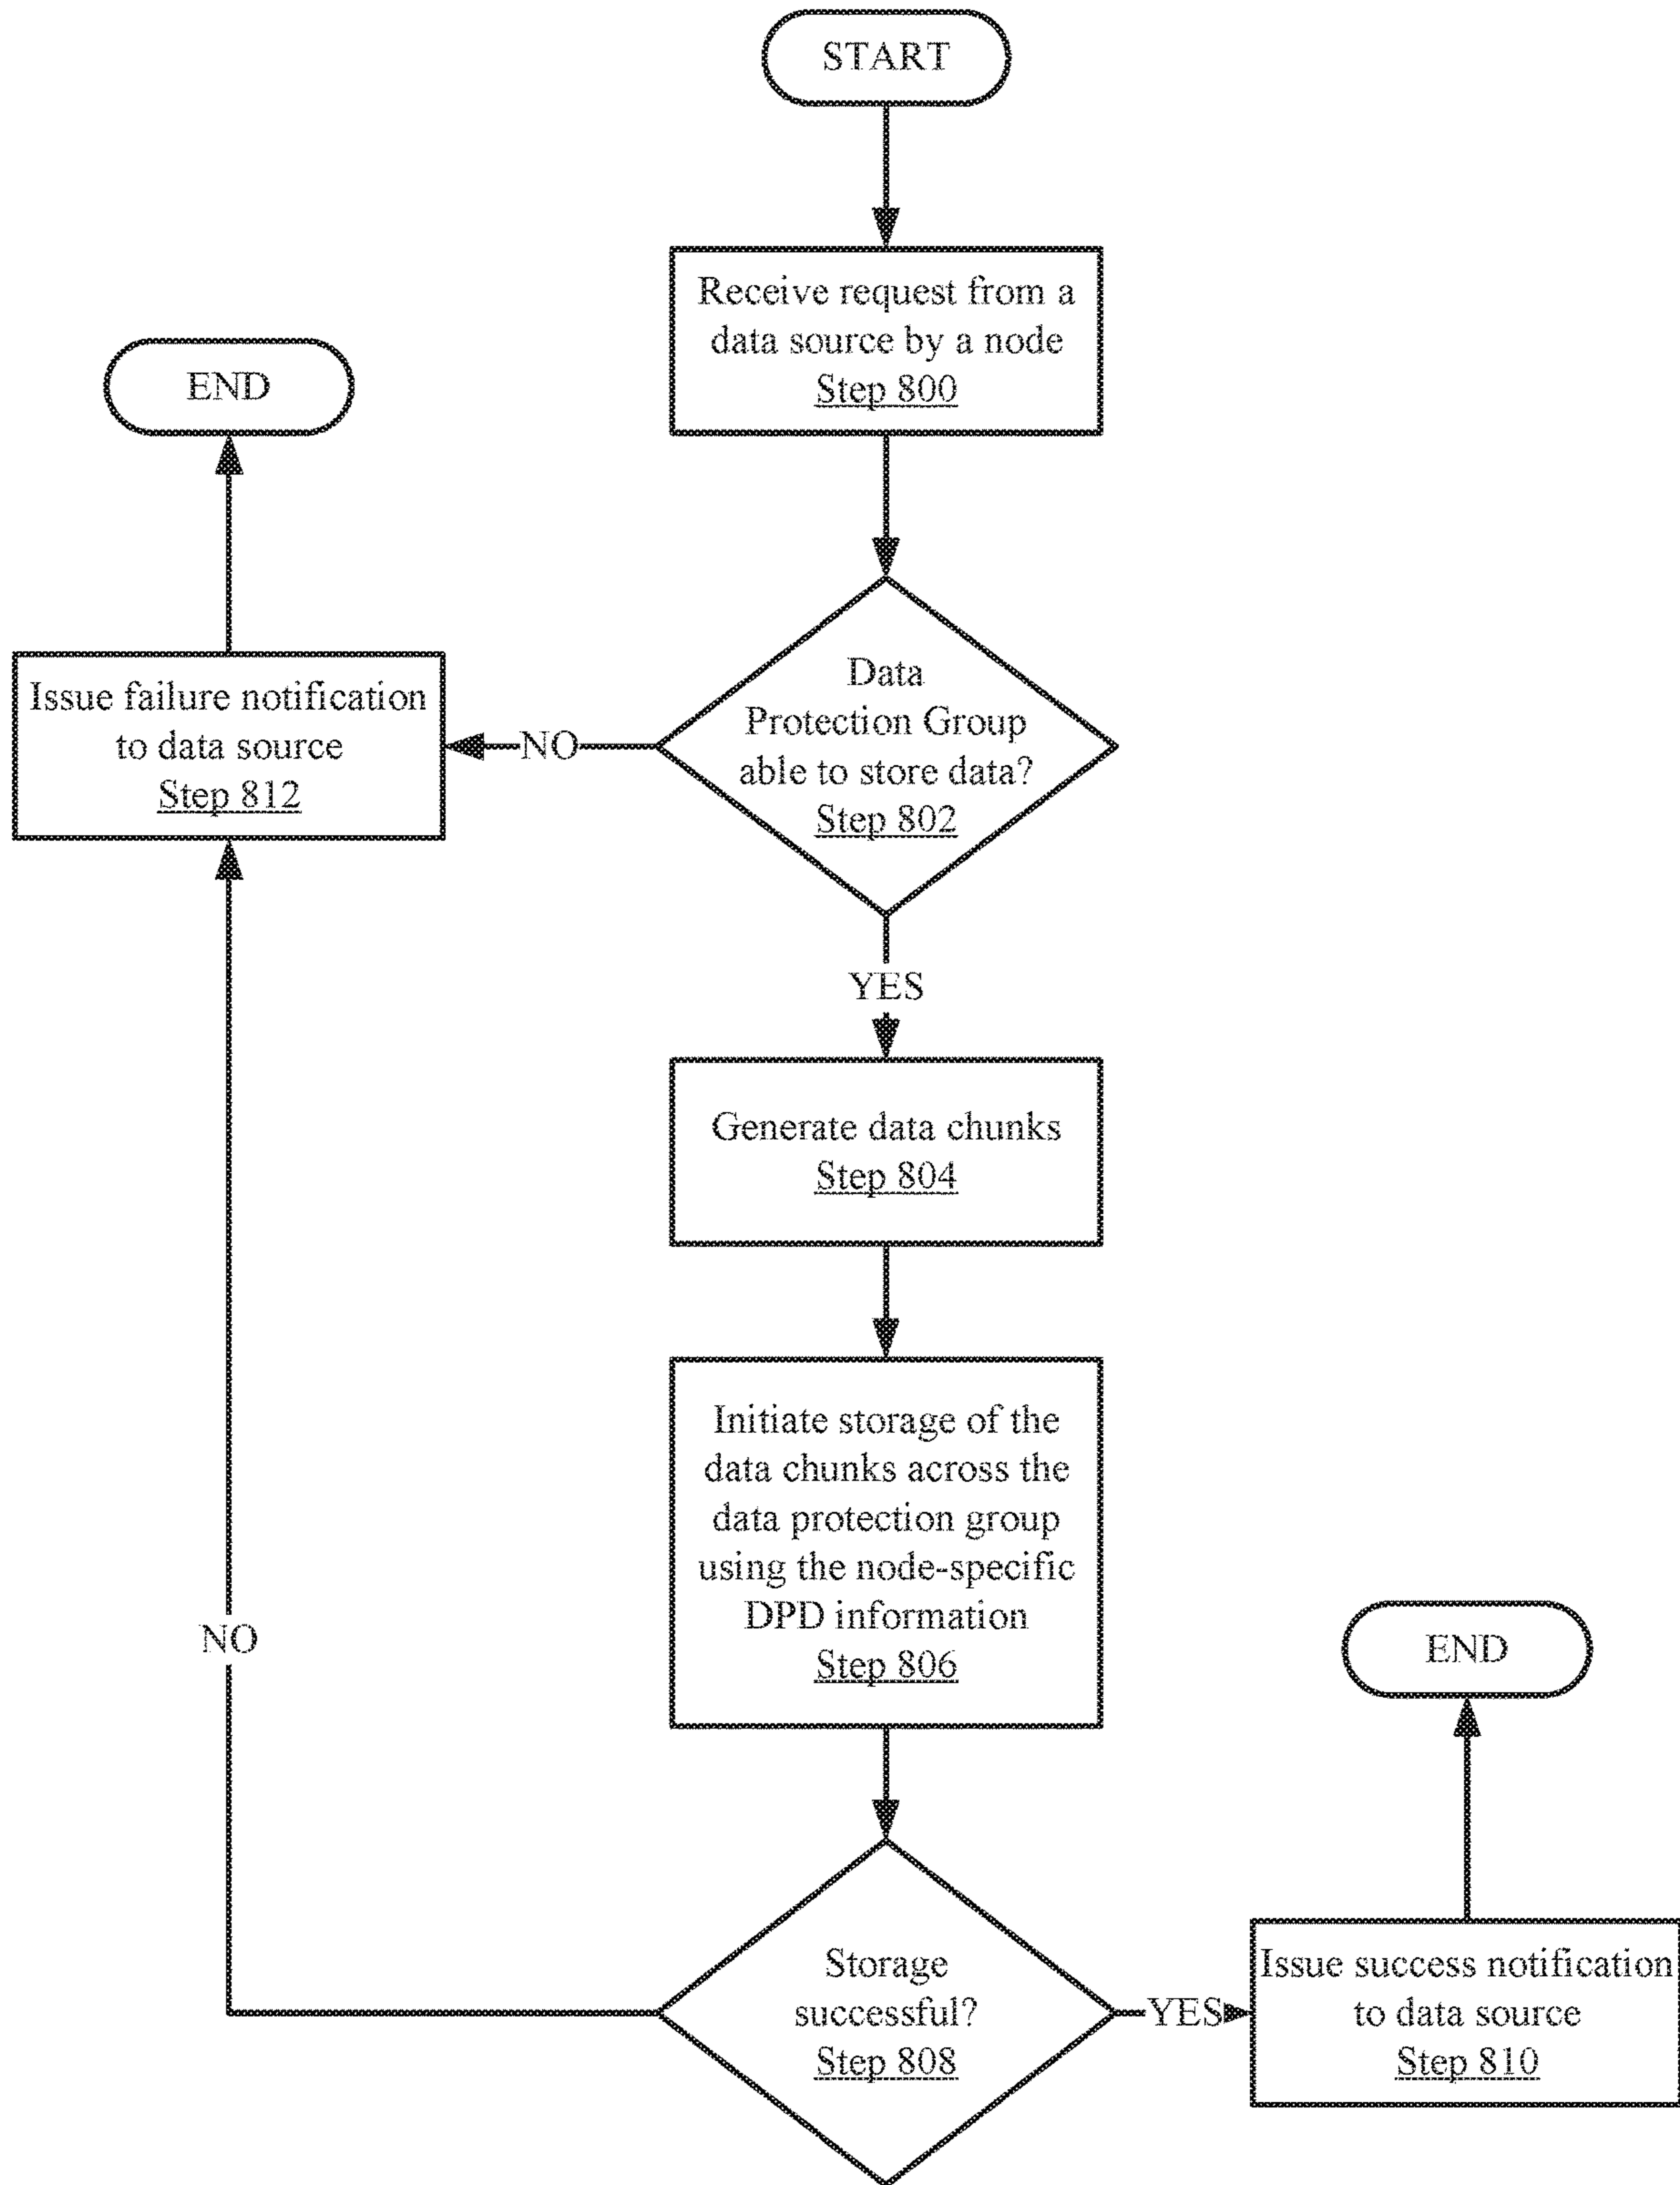 START
Receive request from a
data source by a node
Step 800
END
Issue failure notification
to data source
Step 812
NO
Data
Protection Group
able to store data?
Step 802
YES
Generate data chunks
Step 804
Initiate storage of the
data chunks across the
data protection group
using the node-specific
DPD information
Step 806
NO
END
Storage
successful?
Step 808
YES
Issue success notification
to data source
Step 810